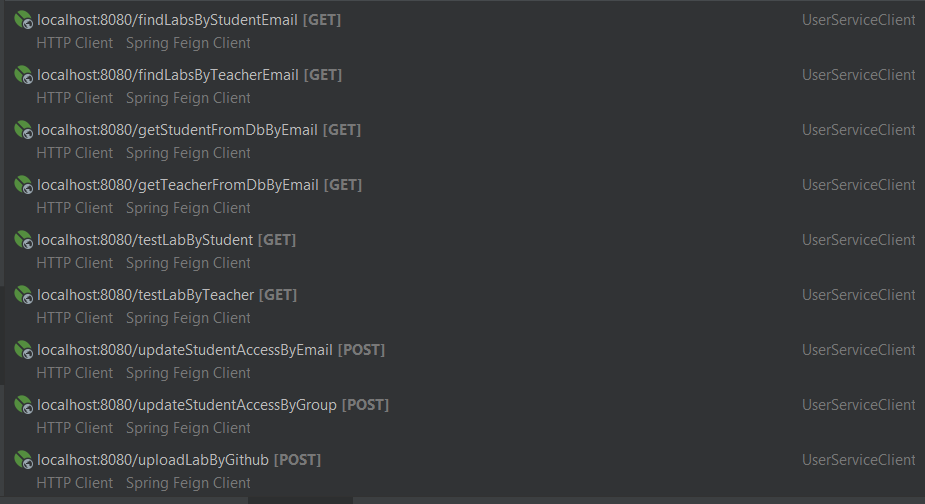 localhost:8080/findLabsByStudentEmail [GET] UserServiceClient
HTTP Client Spring Feign Client
localhost:8080/findLabsByTeacherEmail [GET] UserServiceClient
HTTP Client Spring Feign Client
localhost:8080/getStudentFromDbByEmail [GET] UserServiceClient
HTTP Client Spring Feign Client
localhost:8080/getTeacherFromDbByEmail [GET] UserServiceClient
HTTP Client Spring Feign Client
localhost:8080/testLabByStudent [GET] UserServiceClient
HTTP Client Spring Feign Client
localhost:8080/testLabByTeacher [GET] UserServiceClient
HTTP Client Spring Feign Client
localhost:8080/updateStudentAccessByEmail [POST] UserServiceClient
HTTP Client Spring Feign Client
localhost:8080/updateStudentAccessByGroup [POST] UserServiceClient
HTTP Client Spring Feign Client
localhost:8080/uploadLabByGithub [POST] UserServiceClient
HTTP Client Spring Feign Client